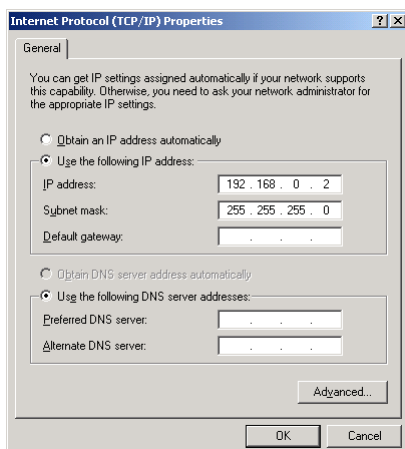 Internet Protocol (TCP/IP) Properties
General
You can get IP settings assigned automatically if your network supports
this capability. Otherwise, you need to ask your network administrator for
the appropriate IP settings.
Obtain an IP address automatically
Use the following IP address:
IP address: 192 . 168 . 0 . 2
Subnet mask: 255 . 255 . 255 . 0
Default gateway: . . .
Obtain DNS server address automatically
Use the following DNS server addresses:
Preferred DNS server: . . .
Alternate DNS server: . . .
Advanced...
OK Cancel